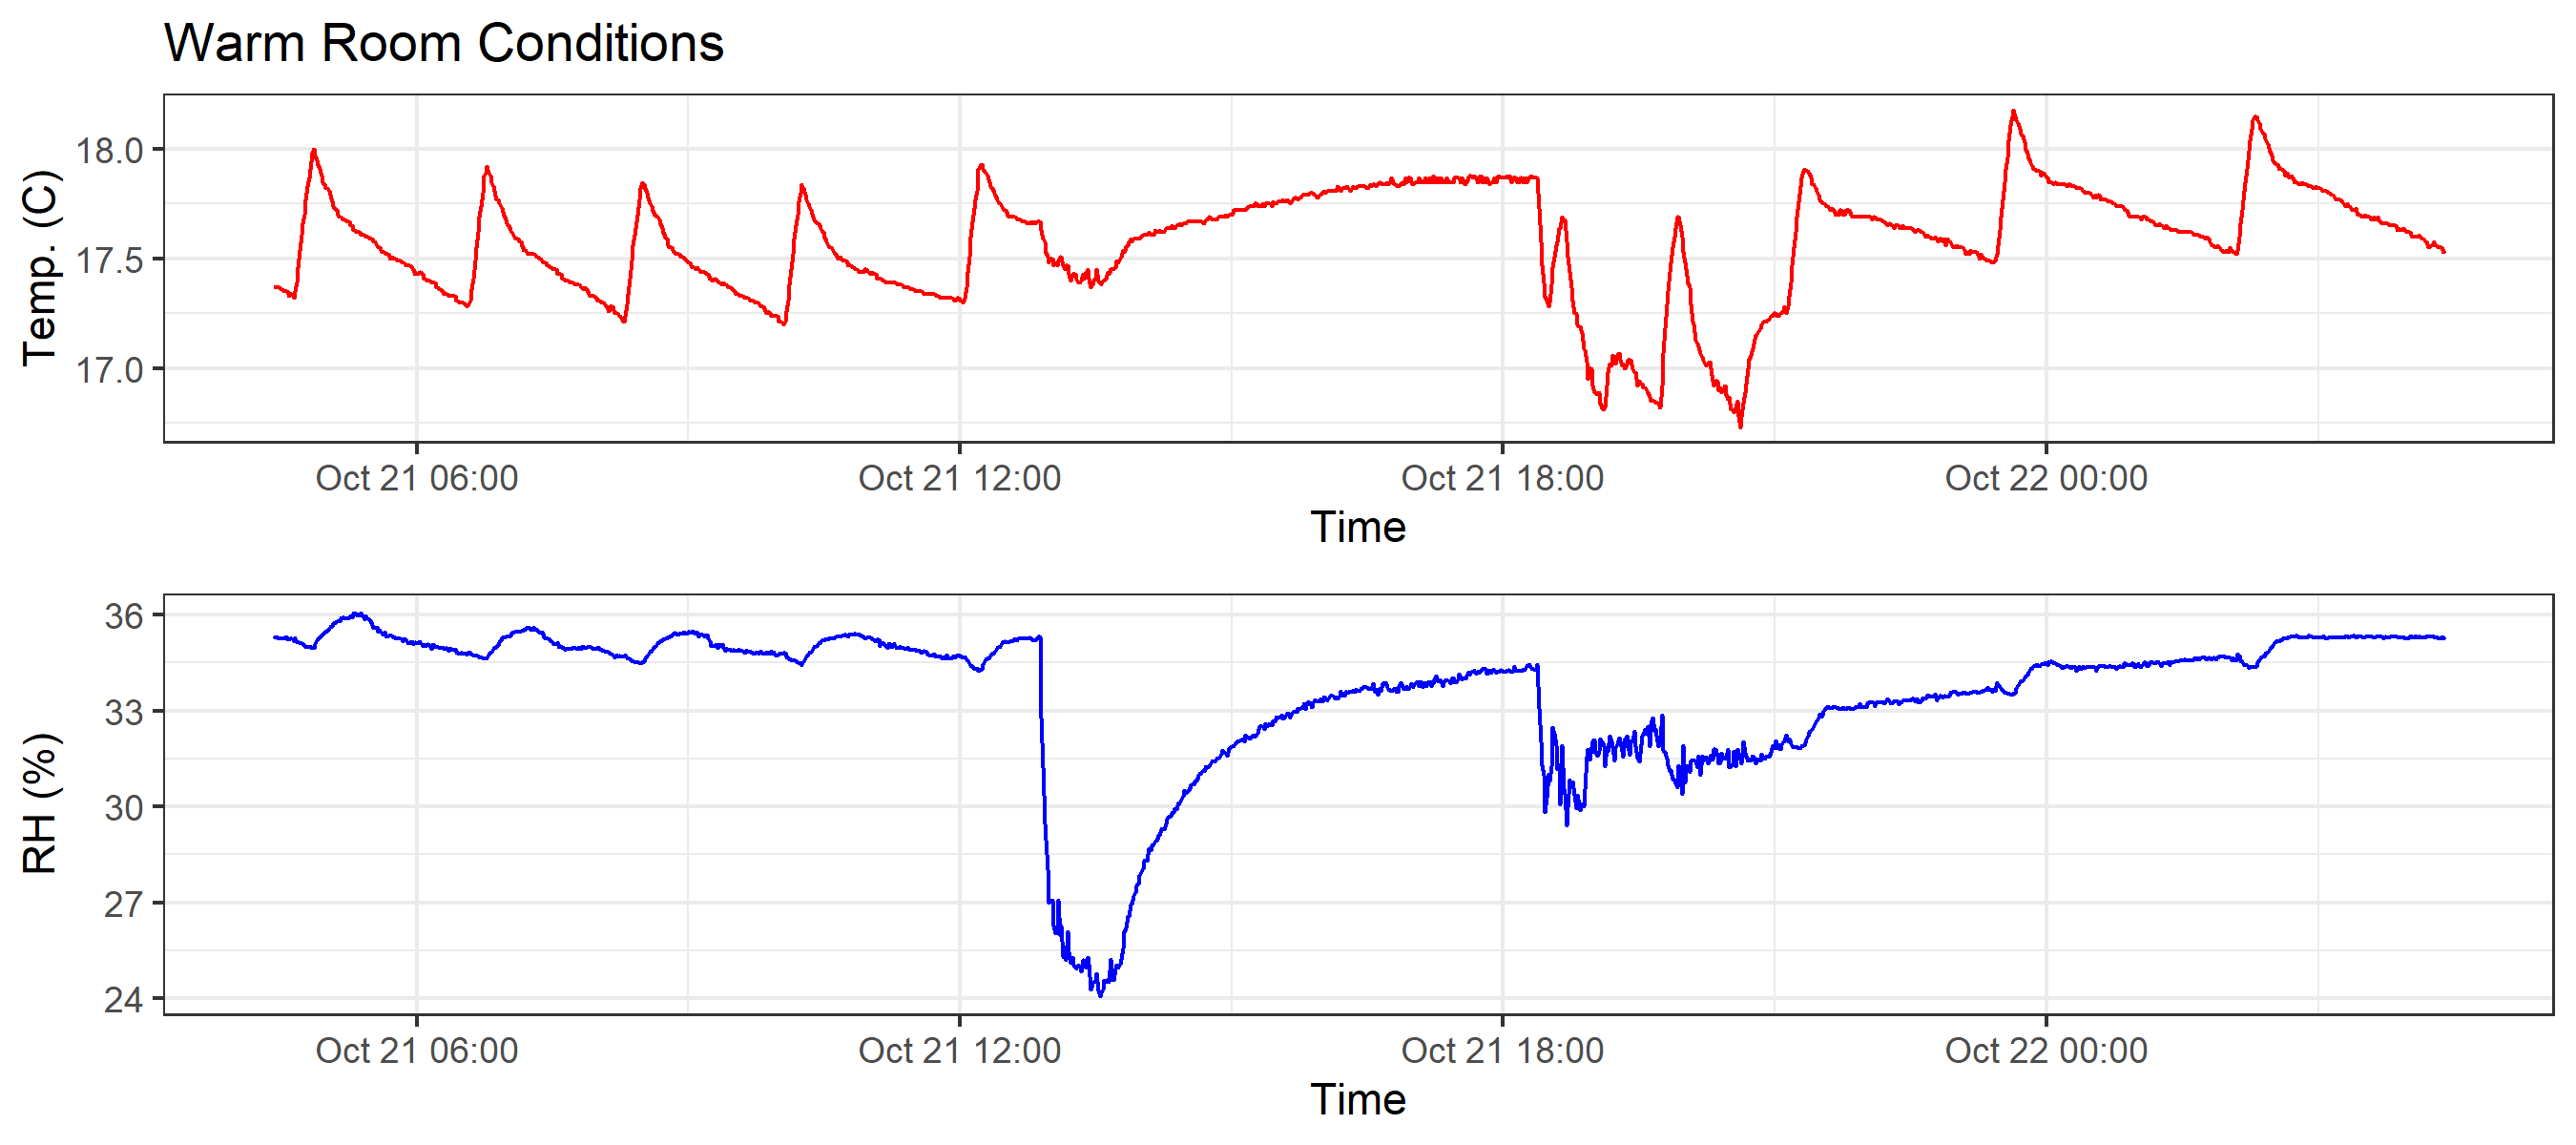 Warm Room Conditions
Temp. (C)
18.0
17.5
17.0
Oct 21 06:00 Oct 21 12:00 Oct 21 18:00 Oct 22 00:00
Time
RH (%)
36
33
30
27
24
Oct 21 06:00 Oct 21 12:00 Oct 21 18:00 Oct 22 00:00
Time